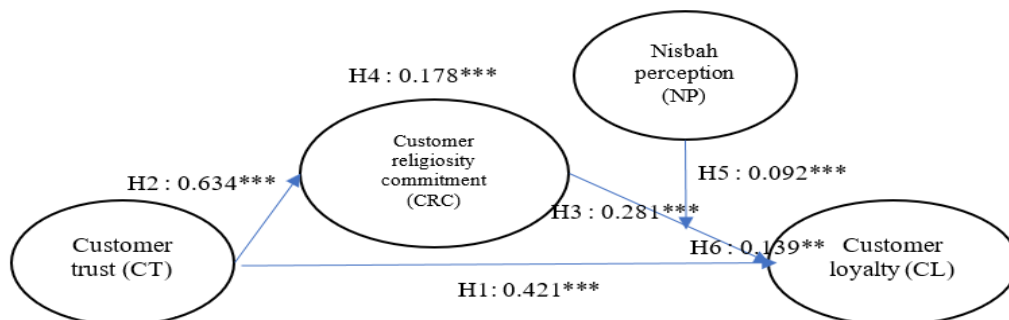 Nisbah
perception
(NP)
H4 : 0.178***
Customer
religiosity
commitment
(CRC)
H5 : 0.092***
H2 : 0.634***
H3 : 0.281***
Customer
trust (CT)
H6 : 0.139**
Customer
loyalty (CL)
H1: 0.421***